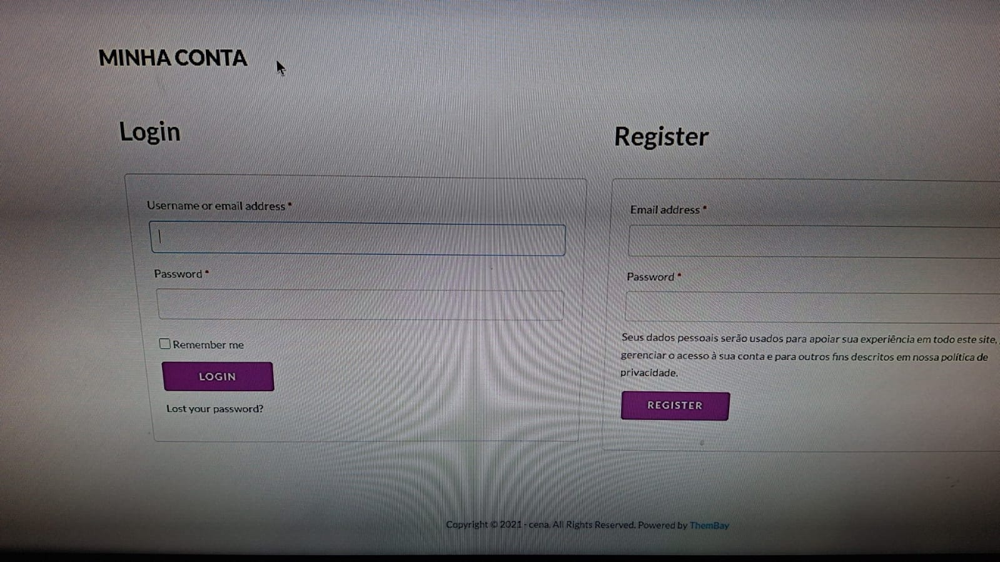 MINHA CONTA
Login
Username or email address *
Password *
Remember me
LOGIN
Lost your password?
Register
Email address *
Password *
Seus dados pessoais serão usados para apoiar sua experiência em todo este site,
gerenciar o acesso à sua conta e para outros fins descritos em nossa política de
privacidade.
REGISTER
Copyright © 2021 - cena. All Rights Reserved. Powered by ThemBay